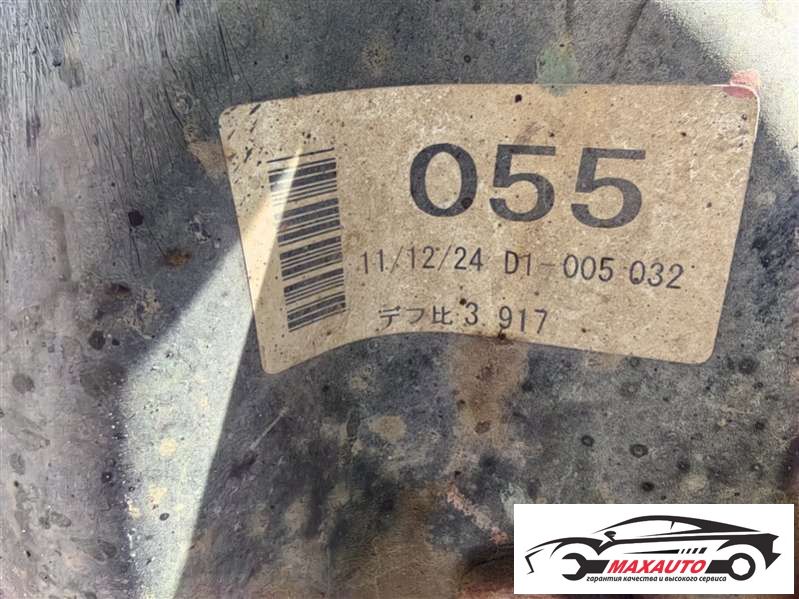 055
11/12/24 D1-005 032
デフ比 3 917
MAXAUTO
гарантия качества и высокого сервиса